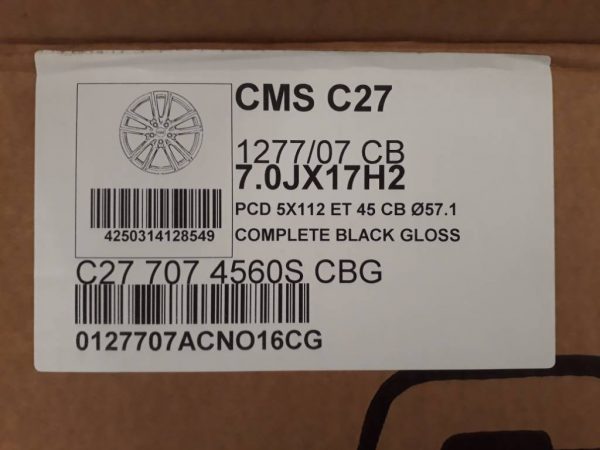 CMS C27
1277/07 CB
7.0JX17H2
PCD 5X112 ET 45 CB Ø57.1
4250314128549
COMPLETE BLACK GLOSS
C27 707 4560S CBG
0127707ACNO16CG